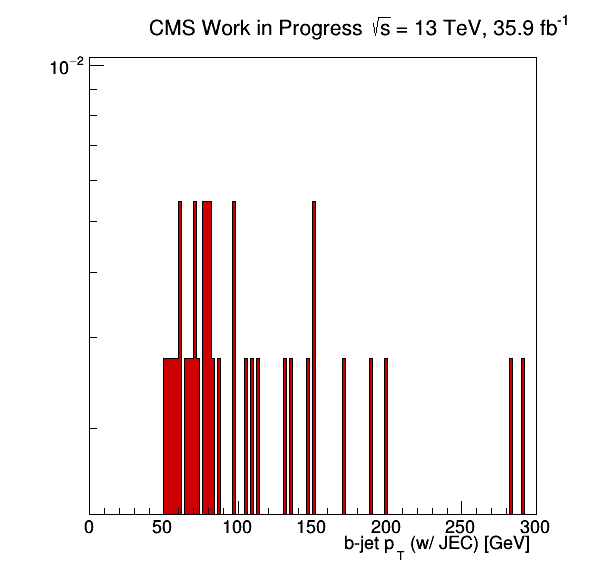 CMS Work in Progress √s = 13 TeV, 35.9 fb⁻¹
10⁻²
0 50 100 150 200 250 300
b-jet p_T (w/ JEC) [GeV]